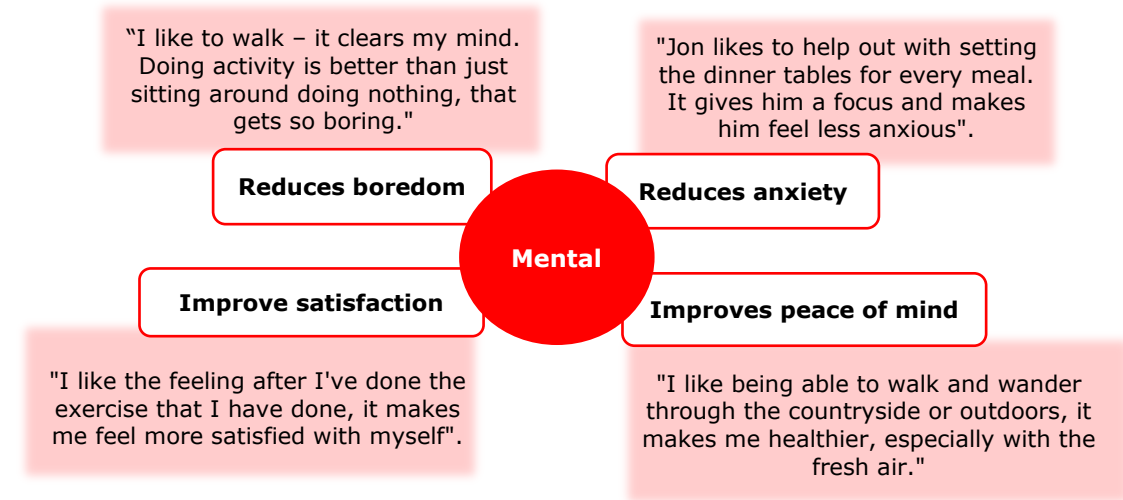 “I like to walk – it clears my mind.
Doing activity is better than just
sitting around doing nothing, that
gets so boring."
"Jon likes to help out with setting
the dinner tables for every meal.
It gives him a focus and makes
him feel less anxious".
Reduces boredom
Reduces anxiety
Mental
Improve satisfaction
Improves peace of mind
"I like the feeling after I've done the
exercise that I have done, it makes
me feel more satisfied with myself".
"I like being able to walk and wander
through the countryside or outdoors, it
makes me healthier, especially with the
fresh air."